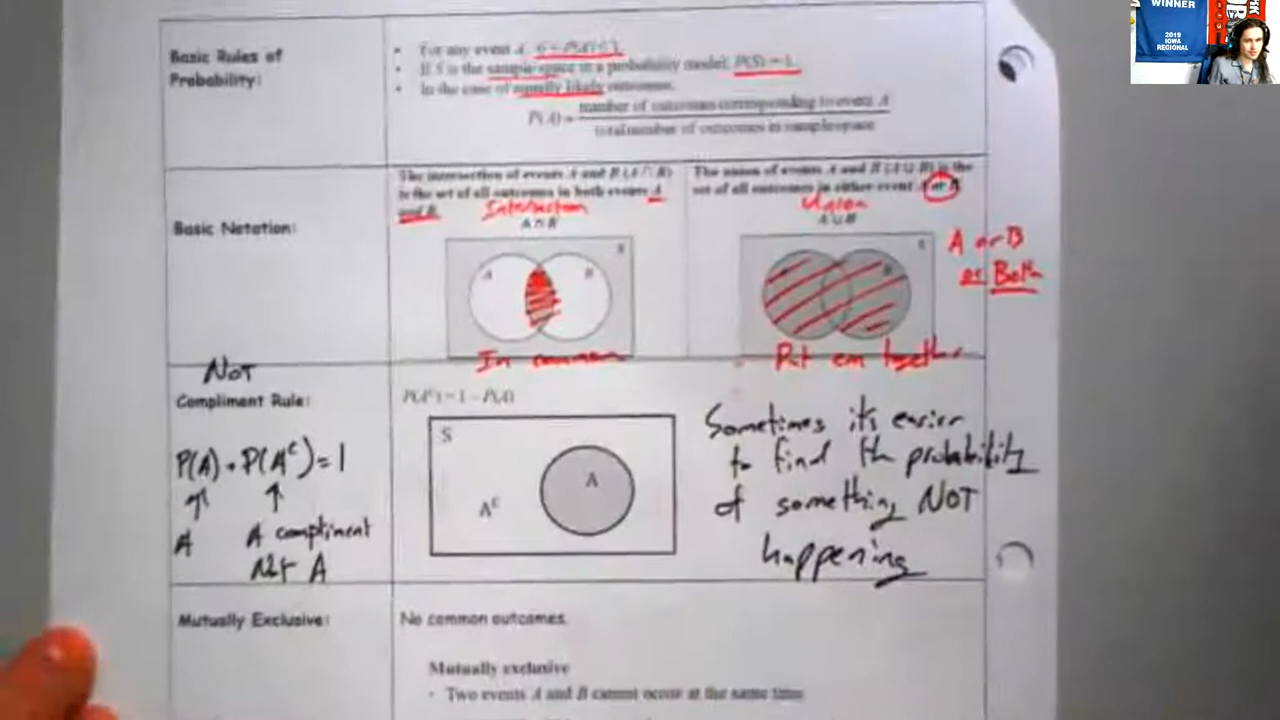 WINNER
2019
IOWA
REGIONAL
Basic Rules of
Probability:
• For any event A, 0 ≤ P(A) ≤ 1.
• If S is the sample space in a probability model, P(S) = 1.
• In the case of equally likely outcomes,
P(A) = number of outcomes corresponding to event A
total number of outcomes in sample space
Basic Notation:
The intersection of events A and B (A ∩ B)
is the set of all outcomes in both events A
and B.
Intersection
A ∩ B
S
A B
In common
The union of events A and B (A ∪ B) is the
set of all outcomes in either event A or B.
Union
A ∪ B
S
B
A or B
or Both
Put em together
NOT
Compliment Rule:
P(A) + P(Aᶜ) = 1
A
A compliment
Not A
P(Aᶜ) = 1 – P(A)
S
A
Aᶜ
Sometimes its easier
to find the probability
of something NOT
happening
Mutually Exclusive:
No common outcomes.
Mutually exclusive
• Two events A and B cannot occur at the same time